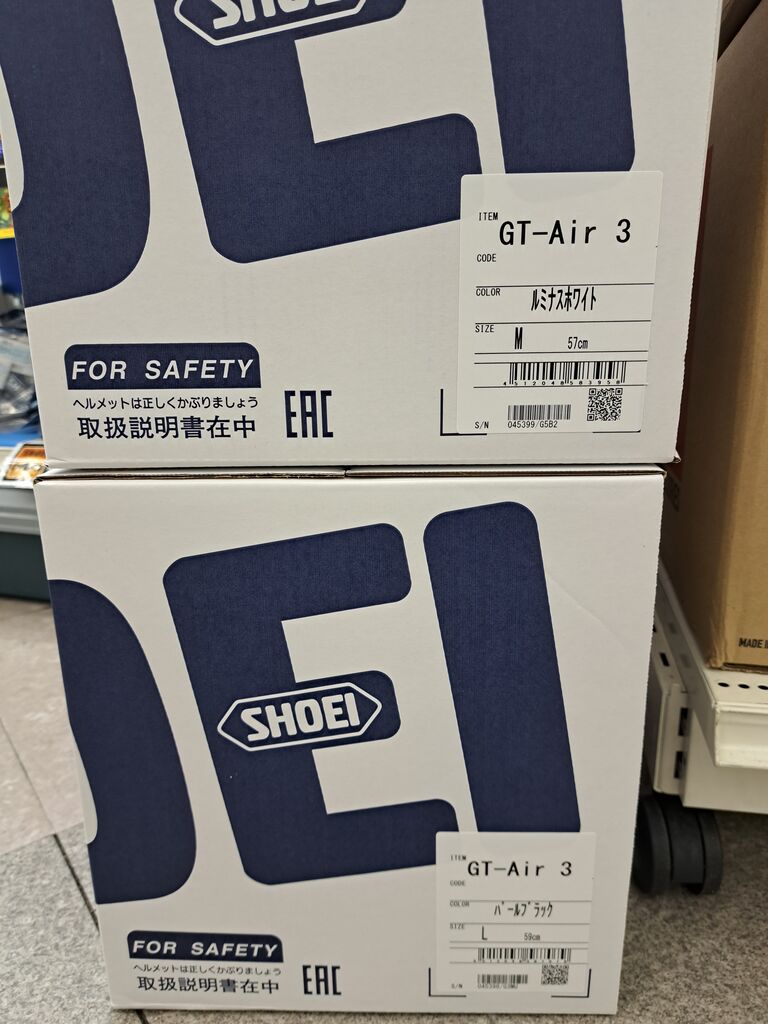 SHOEI
EI
ITEM
GT-Air 3
CODE
COLOR
ルミナスホワイト
SIZE
M 57cm
4512048583958
S/N 045399/G5B2
FOR SAFETY
ヘルメットは正しくかぶりましょう
取扱説明書在中
EAC
OEI
SHOEI
ITEM
GT-Air 3
CODE
COLOR
パールブラック
SIZE
L 59cm
S/N
FOR SAFETY
ヘルメットは正しくかぶりましょう
取扱説明書在中
EAC
MADE